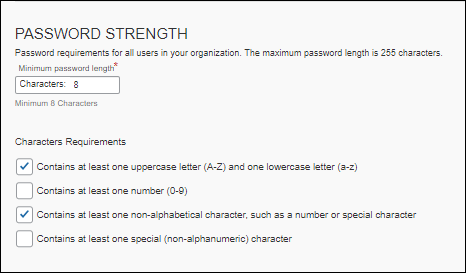 PASSWORD STRENGTH
Password requirements for all users in your organization. The maximum password length is 255 characters.
Minimum password length*
Characters: 8
Minimum 8 Characters
Characters Requirements
Contains at least one uppercase letter (A-Z) and one lowercase letter (a-z)
Contains at least one number (0-9)
Contains at least one non-alphabetical character, such as a number or special character
Contains at least one special (non-alphanumeric) character